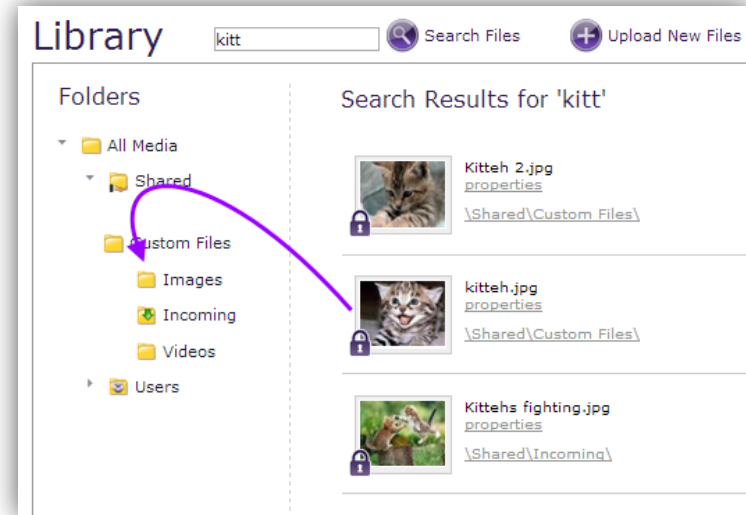 Library
kitt
Search Files
Upload New Files
Folders
All Media
Shared
Custom Files
Images
Incoming
Videos
Users
Search Results for 'kitt'
Kitteh 2.jpg
properties
\Shared\Custom Files\
kitteh.jpg
properties
\Shared\Custom Files\
Kittehs fighting.jpg
properties
\Shared\Incoming\